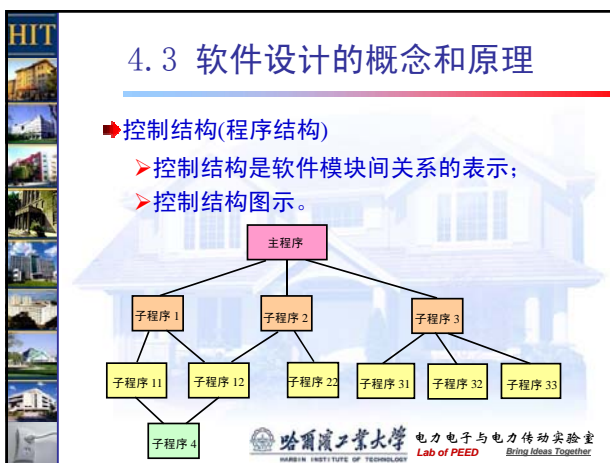 HIT
4.3 软件设计的概念和原理
控制结构(程序结构)
控制结构是软件模块间关系的表示;
控制结构图示。
主程序
子程序 1
子程序 2
子程序 3
子程序 11
子程序 12
子程序 22
子程序 31
子程序 32
子程序 33
子程序 4
哈爾濱工業大學
HARBIN INSTITUTE OF TECHNOLOGY
电力电子与电力传动实验室
Lab of PEED
Bring Ideas Together